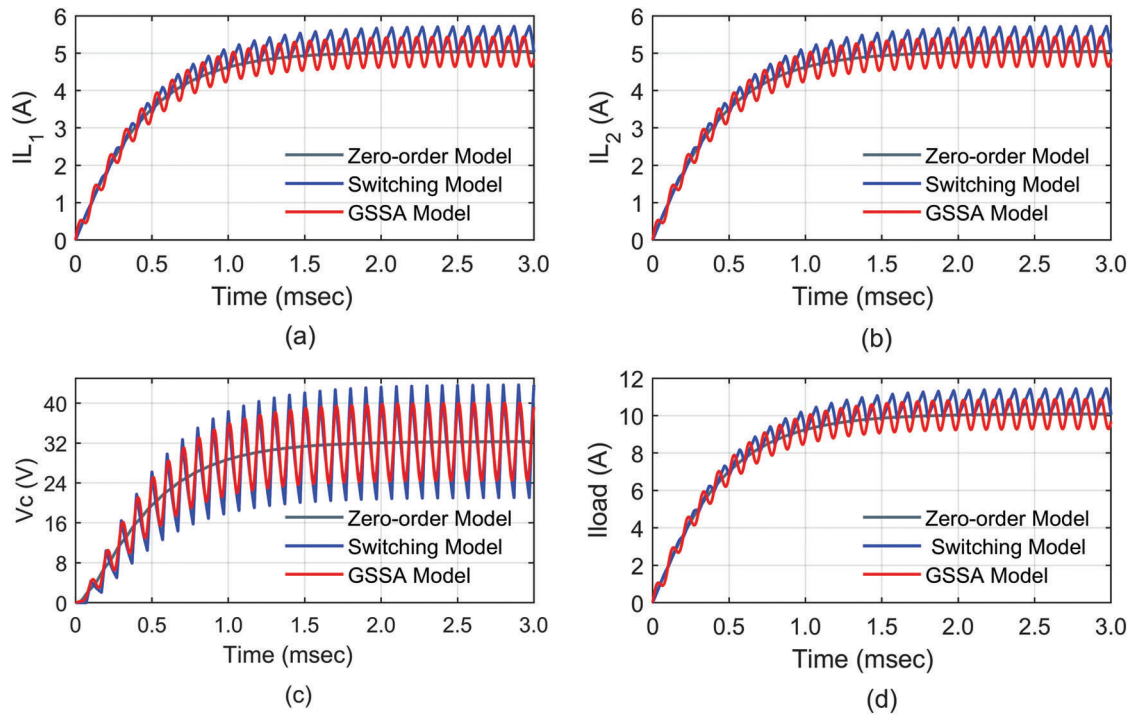 6
5
4
3
2
1
0
IL1 (A)
Zero-order Model
Switching Model
GSSA Model
0 0.5 1.0 1.5 2.0 2.5 3.0
Time (msec)
(a)
6
5
4
3
2
1
0
IL2 (A)
Zero-order Model
Switching Model
GSSA Model
0 0.5 1.0 1.5 2.0 2.5 3.0
Time (msec)
(b)
40
32
24
16
8
0
Vc (V)
Zero-order Model
Switching Model
GSSA Model
0 0.5 1.0 1.5 2.0 2.5 3.0
Time (msec)
(c)
12
10
8
6
4
2
0
Iload (A)
Zero-order Model
Switching Model
GSSA Model
0 0.5 1.0 1.5 2.0 2.5 3.0
Time (msec)
(d)